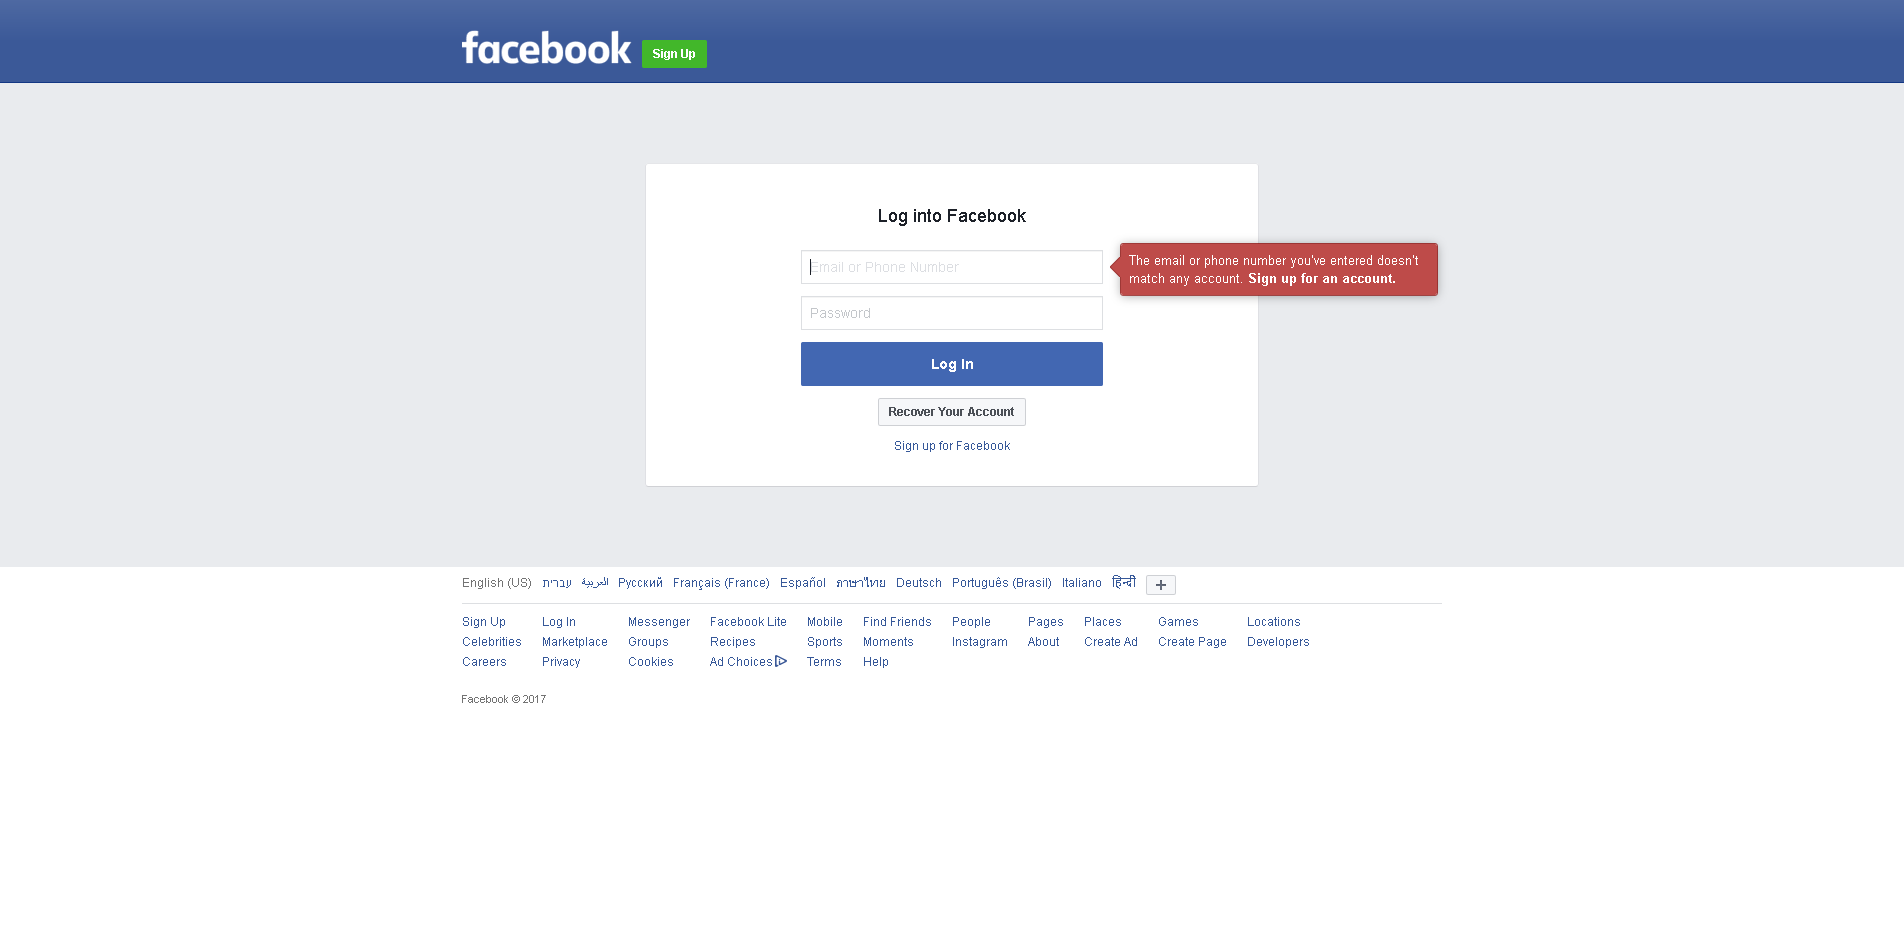 facebook Sign Up
Log into Facebook
Email or Phone Number
The email or phone number you've entered doesn't
match any account. Sign up for an account.
Password
Log In
Recover Your Account
Sign up for Facebook
English (US) עברית العربية Русский Français (France) Español ภาษาไทย Deutsch Português (Brasil) Italiano हिन्दी +
Sign Up Log In Messenger Facebook Lite Mobile Find Friends People Pages Places Games Locations
Celebrities Marketplace Groups Recipes Sports Moments Instagram About Create Ad Create Page Developers
Careers Privacy Cookies Ad Choices Terms Help
Facebook © 2017